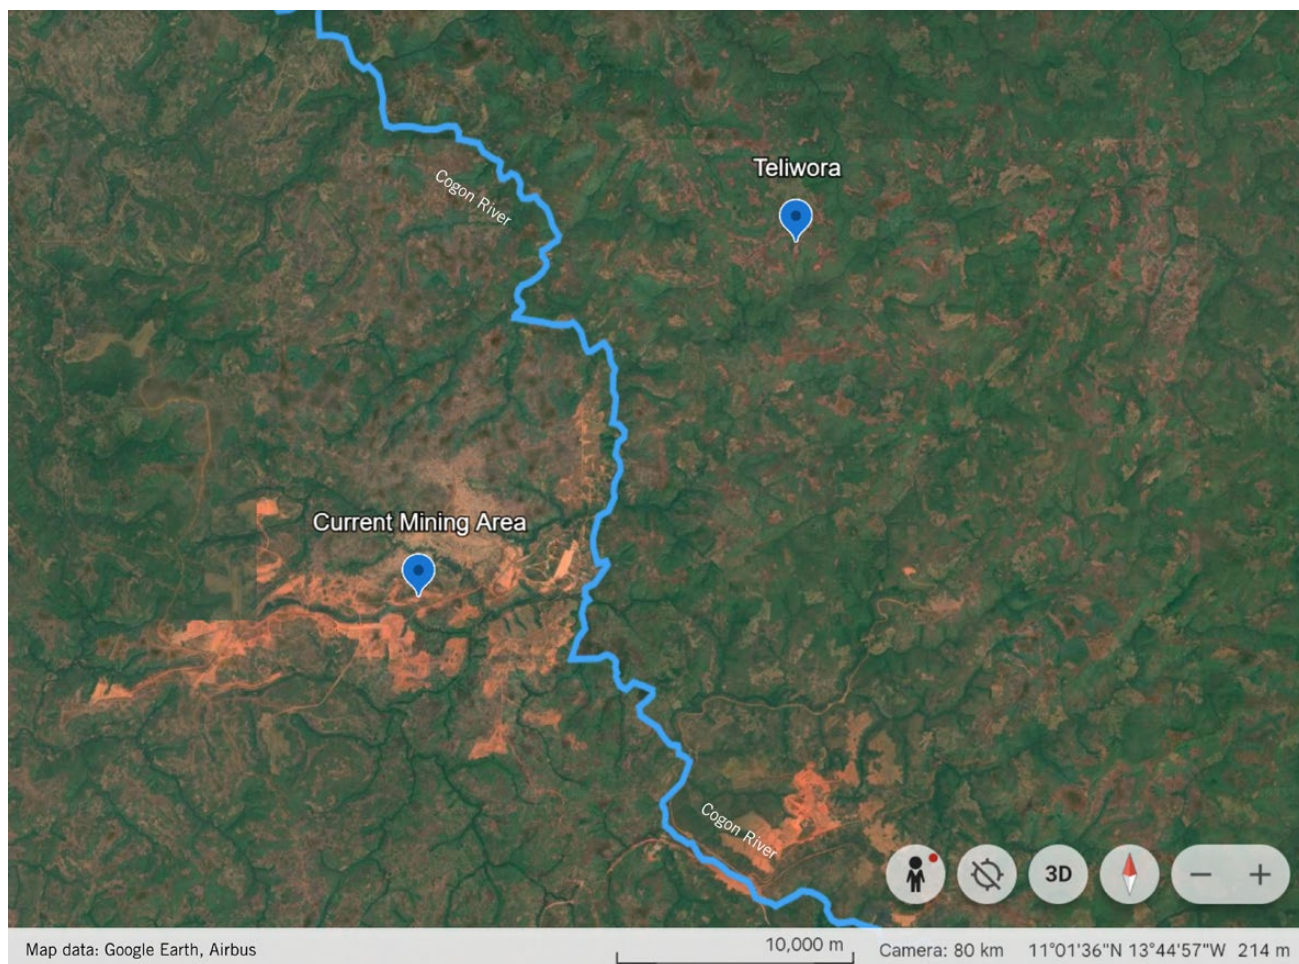 Teliwora
Cogon River
Current Mining Area
Cogon River
3D
Map data: Google Earth, Airbus
10,000 m
Camera: 80 km
11°01'36"N 13°44'57"W
214 m